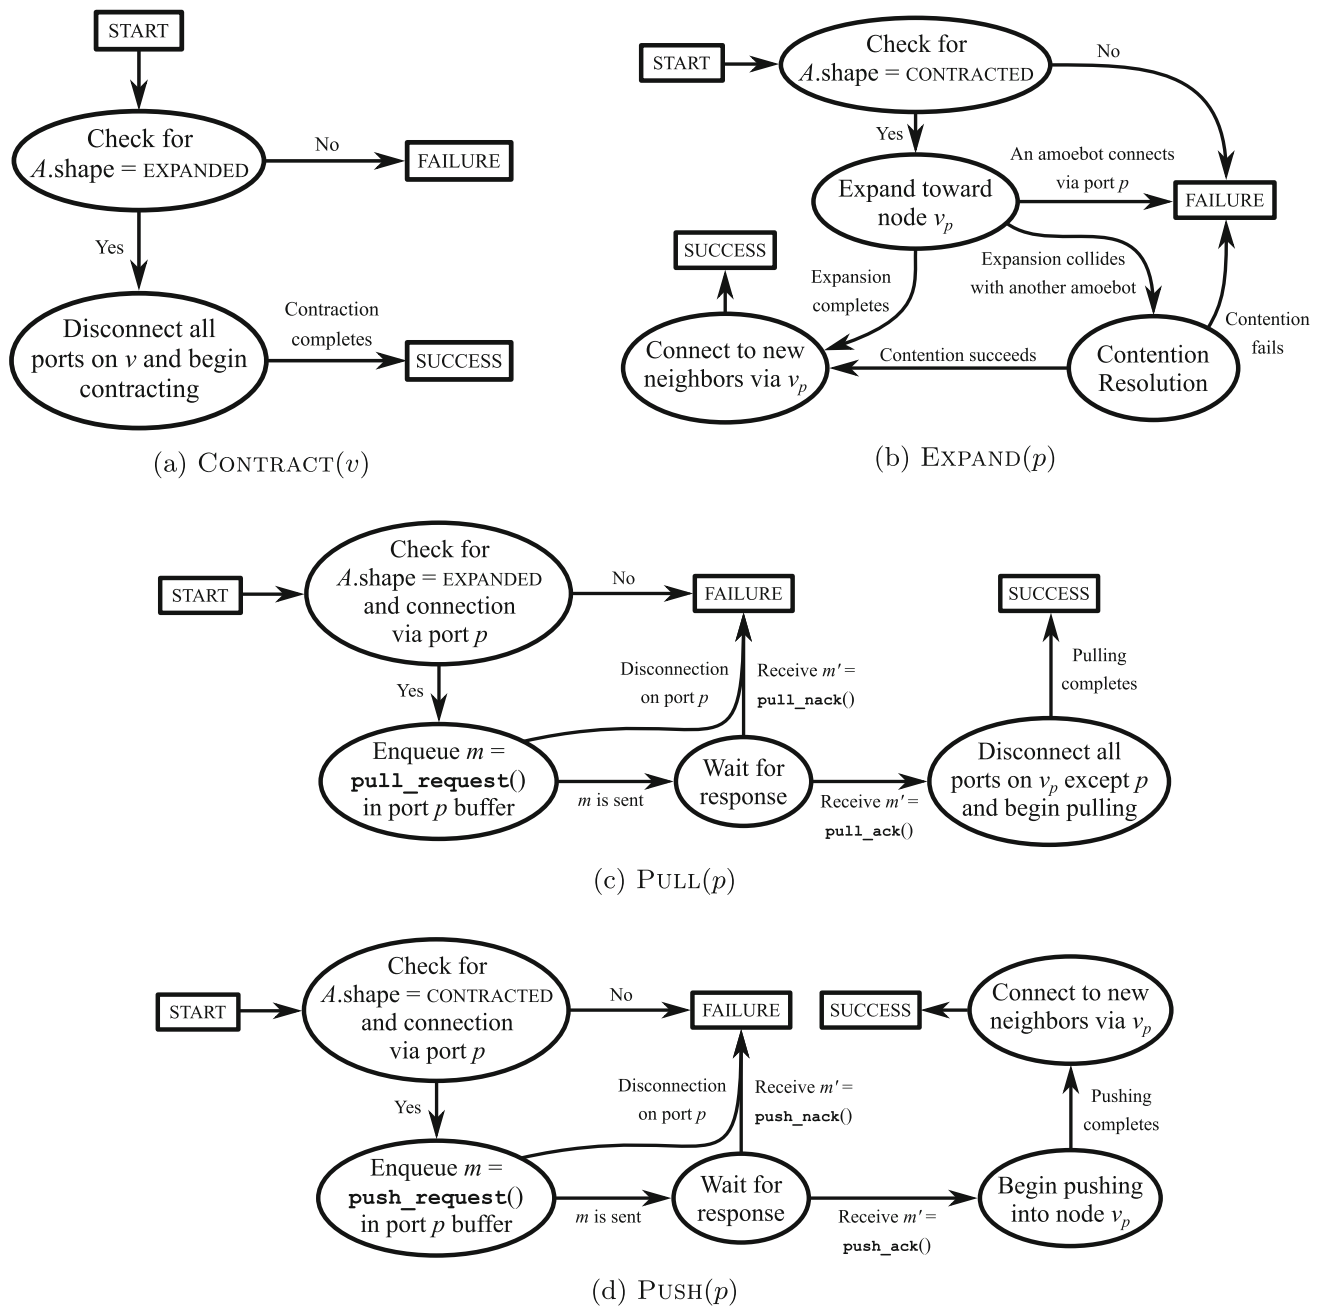 START
Check for
A.shape = EXPANDED
No
FAILURE
Yes
Disconnect all
ports on v and begin
contracting
Contraction
completes
SUCCESS
(a) CONTRACT(v)
START
Check for
A.shape = CONTRACTED
No
Yes
Expand toward
node vp
An amoebot connects
via port p
FAILURE
SUCCESS
Expansion
completes
Expansion collides
with another amoebot
Connect to new
neighbors via vp
Contention succeeds
Contention
Resolution
Contention
fails
(b) EXPAND(p)
START
Check for
A.shape = EXPANDED
and connection
via port p
No
FAILURE
SUCCESS
Yes
Disconnection
on port p
Receive m′ =
pull_nack()
Pulling
completes
Enqueue m =
pull_request()
in port p buffer
m is sent
Wait for
response
Receive m′ =
pull_ack()
Disconnect all
ports on vp except p
and begin pulling
(c) PULL(p)
START
Check for
A.shape = CONTRACTED
and connection
via port p
No
FAILURE
SUCCESS
Connect to new
neighbors via vp
Yes
Disconnection
on port p
Receive m′ =
push_nack()
Pushing
completes
Enqueue m =
push_request()
in port p buffer
m is sent
Wait for
response
Receive m′ =
push_ack()
Begin pushing
into node vp
(d) PUSH(p)